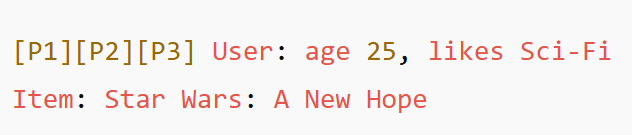 [P1][P2][P3] User: age 25, likes Sci-Fi
Item: Star Wars: A New Hope